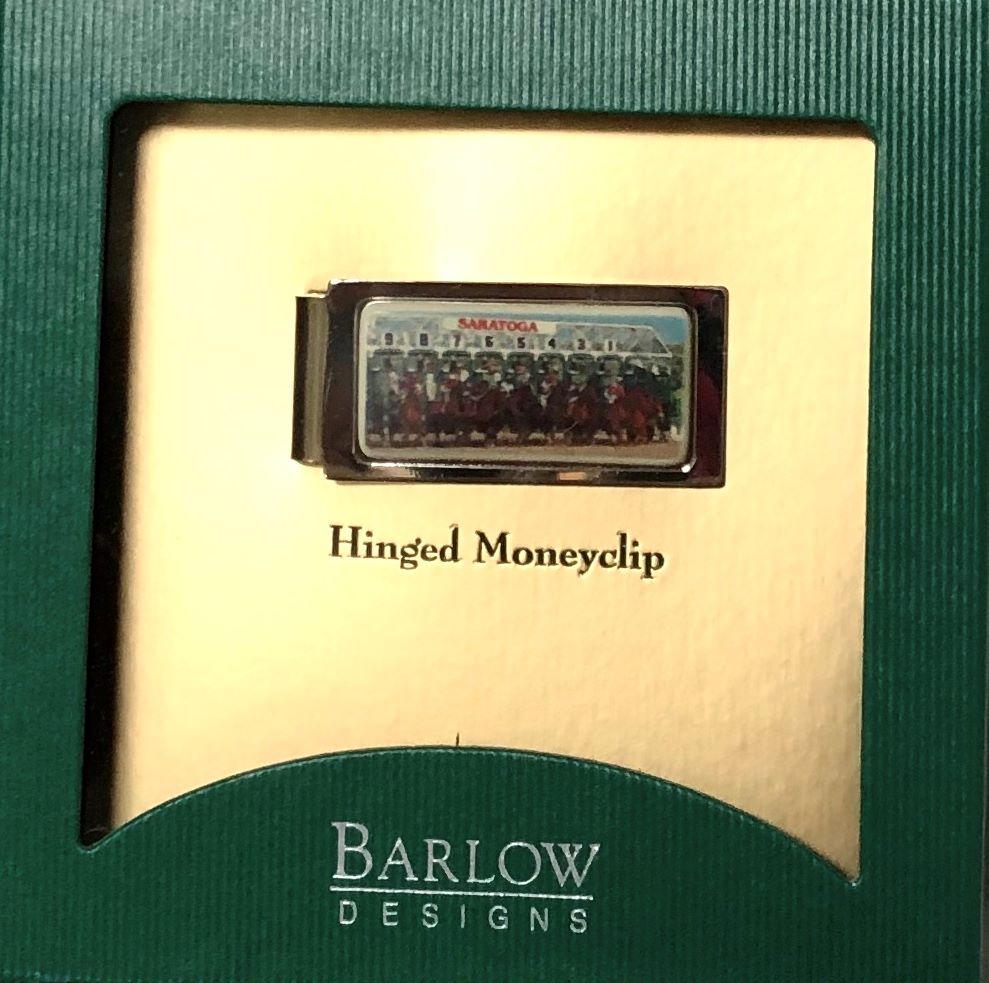 SARATOGA
9 8 7 6 5 4 3 1
Hinged Moneyclip
BARLOW
DESIGNS